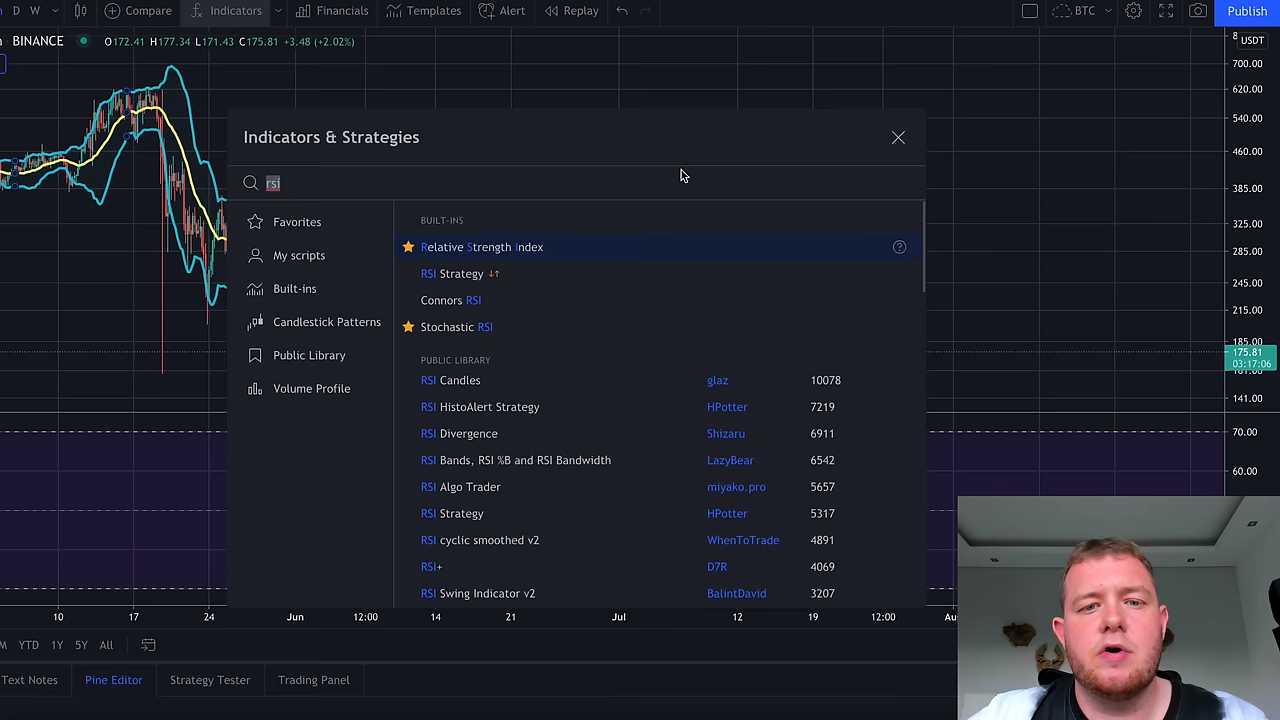 D W Compare Indicators Financials Templates Alert Replay BTC Publish
BINANCE O172.41 H177.34 L171.43 C175.81 +3.48 (+2.02%) USDT
700.00
620.00
540.00
460.00
385.00
325.00
285.00
245.00
215.00
185.00
175.81
03:17:06
141.00
70.00
60.00
Indicators & Strategies
rsi
Favorites
My scripts
Built-ins
Candlestick Patterns
Public Library
Volume Profile
BUILT-INS
Relative Strength Index
RSI Strategy
Connors RSI
Stochastic RSI
PUBLIC LIBRARY
RSI Candles glaz 10078
RSI HistoAlert Strategy HPotter 7219
RSI Divergence Shizaru 6911
RSI Bands, RSI %B and RSI Bandwidth LazyBear 6542
RSI Algo Trader miyako.pro 5657
RSI Strategy HPotter 5317
RSI cyclic smoothed v2 WhenToTrade 4891
RSI+ D7R 4069
RSI Swing Indicator v2 BalintDavid 3207
10 17 24 Jun 12:00 14 21 Jul 12 19 12:00
YTD 1Y 5Y All
Text Notes Pine Editor Strategy Tester Trading Panel